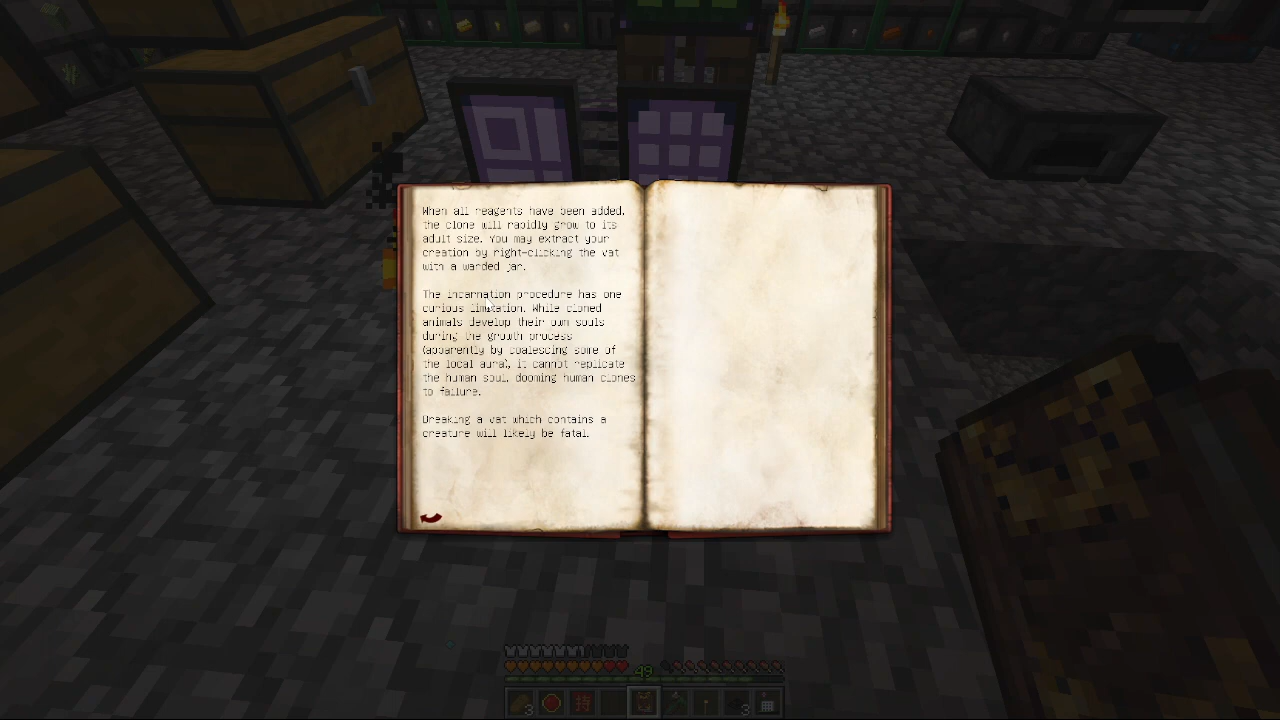 When all reagents have been added,
the clone will rapidly grow to its
adult size. You may extract your
creation by right-clicking the vat
with a warded jar.
The incarnation procedure has one
curious limitation. While cloned
animals develop their own souls
during the growth process
(apparently by coalescing some of
the local aura), it cannot replicate
the human soul, dooming human clones
to failure.
Breaking a vat which contains a
creature will likely be fatal.
49
3
3